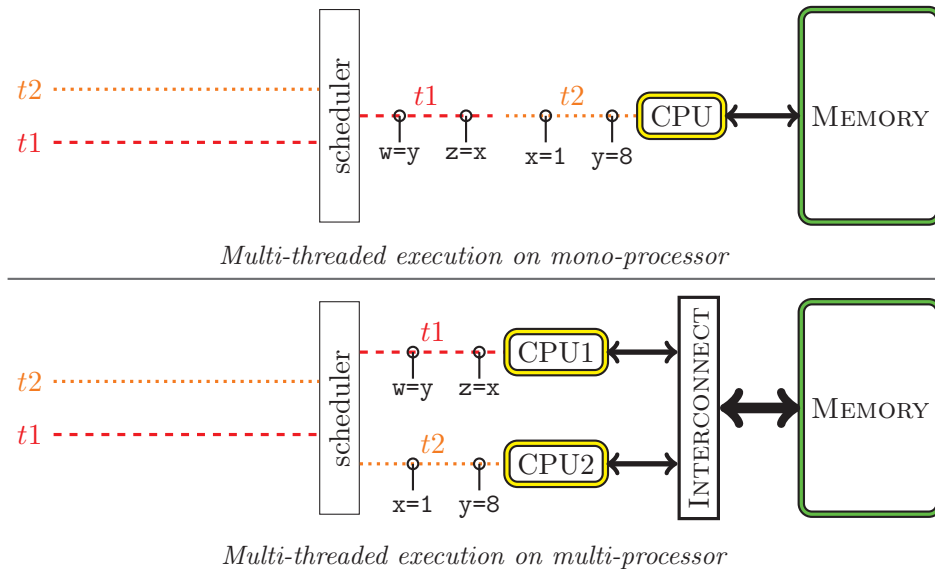 t2
t1
scheduler
t1
t2
w=y
z=x
x=1
y=8
CPU
MEMORY
Multi-threaded execution on mono-processor
t2
t1
scheduler
t1
w=y
z=x
CPU1
t2
x=1
y=8
CPU2
INTERCONNECT
MEMORY
Multi-threaded execution on multi-processor